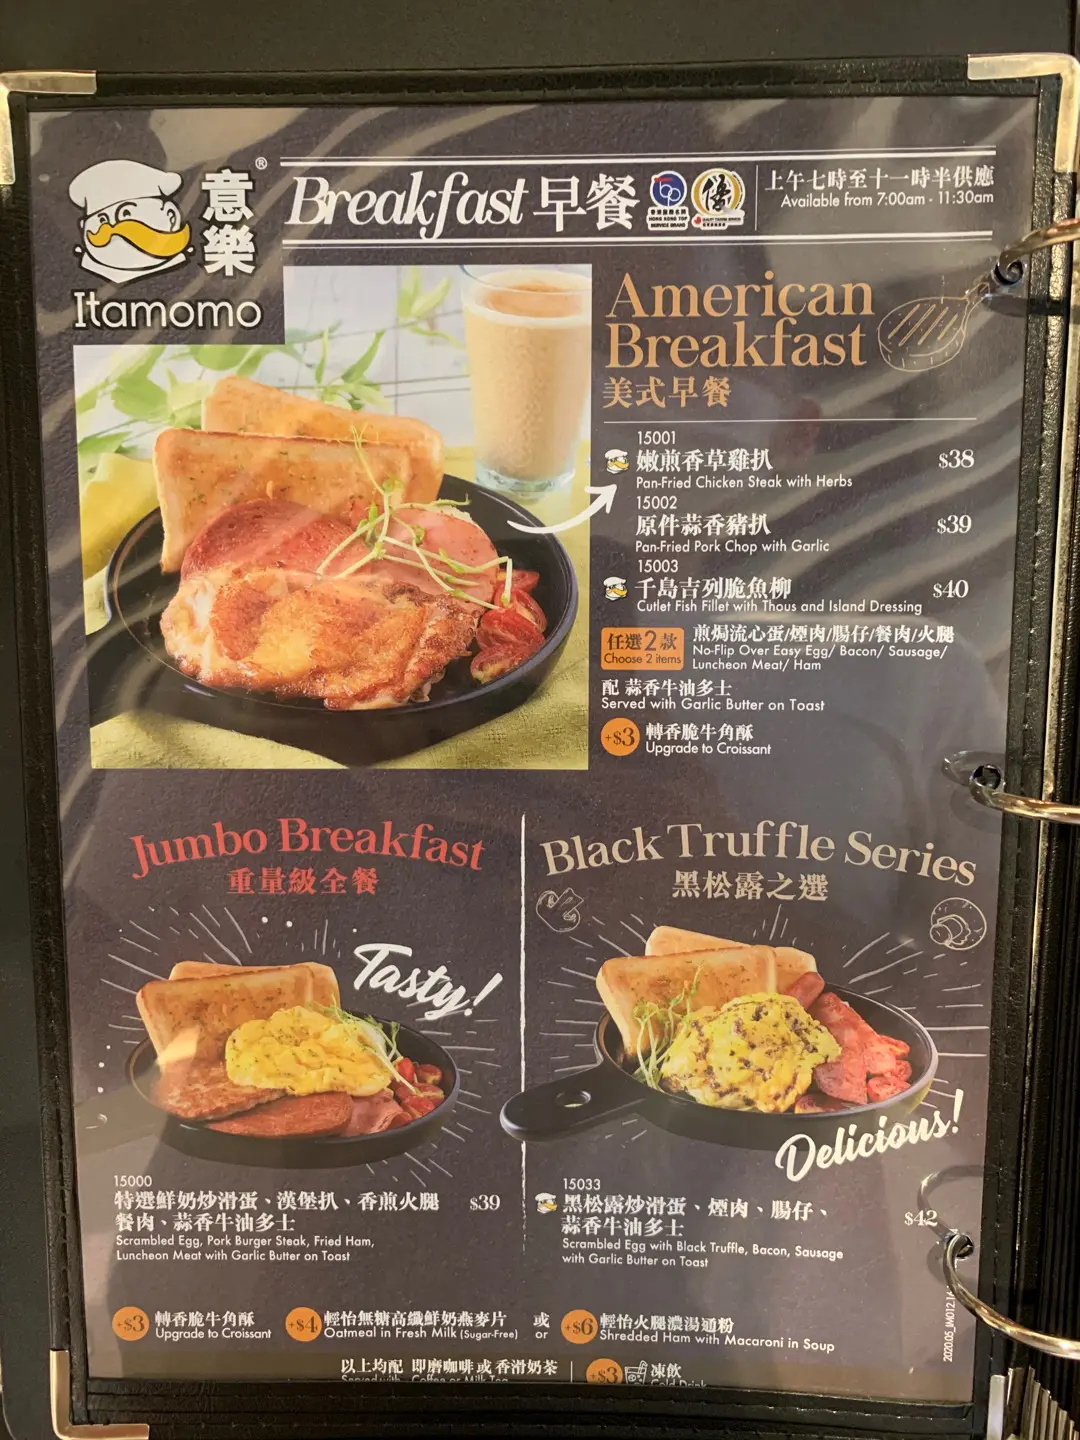 意樂®
Itamomo
Breakfast 早餐
HONG KONG TOP
SERVICE BRAND
上午七時至十一時半供應
Available from 7:00am - 11:30am
American
Breakfast
美式早餐
15001
嫩煎香草雞扒 $38
Pan-Fried Chicken Steak with Herbs
15002
原件蒜香豬扒 $39
Pan-Fried Pork Chop with Garlic
15003
千島吉列脆魚柳 $40
Cutlet Fish Fillet with Thous and Island Dressing
任選2款
Choose 2 items
煎焗流心蛋/煙肉/腸仔/餐肉/火腿
No-Flip Over Easy Egg/ Bacon/ Sausage/
Luncheon Meat/ Ham
配 蒜香牛油多士
Served with Garlic Butter on Toast
+$3 轉香脆牛角酥
Upgrade to Croissant
Jumbo Breakfast
重量級全餐
Tasty!
15000
特選鮮奶炒滑蛋、漢堡扒、香煎火腿 $39
餐肉、蒜香牛油多士
Scrambled Egg, Pork Burger Steak, Fried Ham,
Luncheon Meat with Garlic Butter on Toast
Black Truffle Series
黑松露之選
Delicious!
15033
黑松露炒滑蛋、煙肉、腸仔、 $42
蒜香牛油多士
Scrambled Egg with Black Truffle, Bacon, Sausage
with Garlic Butter on Toast
+$3 轉香脆牛角酥
Upgrade to Croissant
+$4 輕怡無糖高纖鮮奶燕麥片
Oatmeal in Fresh Milk (Sugar-Free)
或
or
+$6 輕怡火腿濃湯通粉
Shredded Ham with Macaroni in Soup
以上均配 即磨咖啡或香滑奶茶
Served with Coffee or Milk Tea
+$3 凍飲
Cold Drink